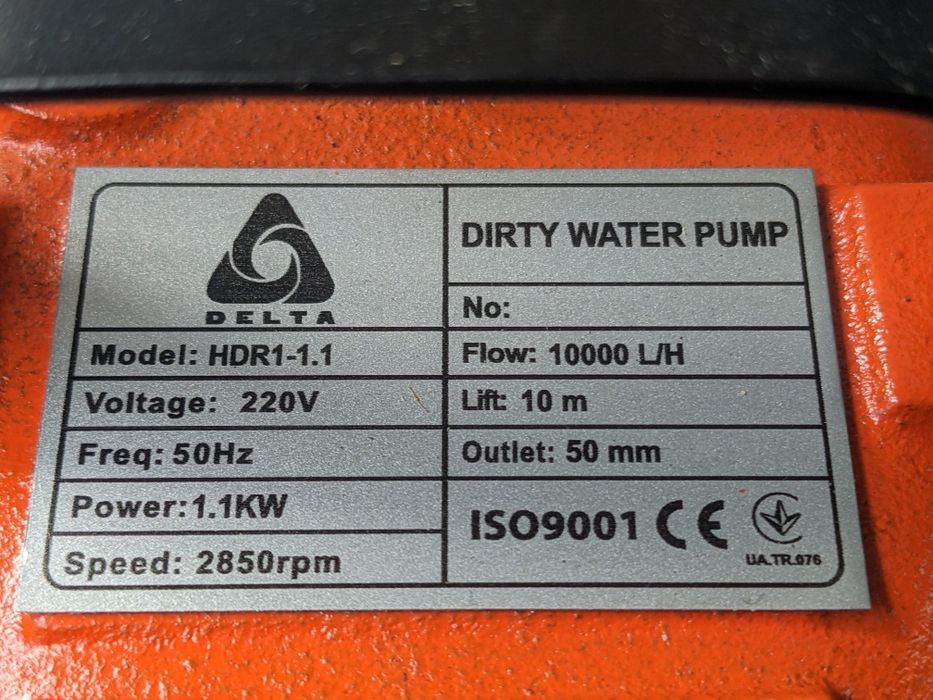 DELTA
Model: HDR1-1.1
Voltage: 220V
Freq: 50Hz
Power:1.1KW
Speed: 2850rpm
DIRTY WATER PUMP
No:
Flow: 10000 L/H
Lift: 10 m
Outlet: 50 mm
ISO9001 CE
UA.TR.076